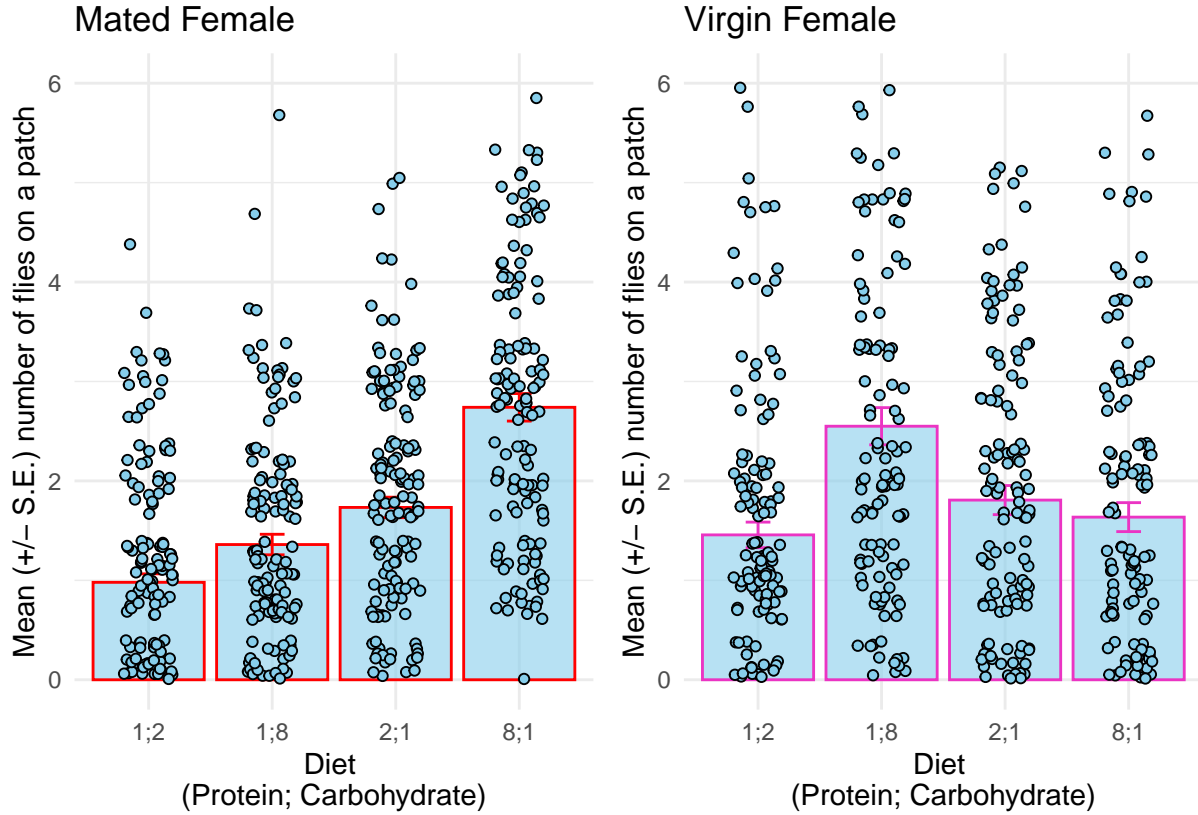 Mated Female
Mean (+/− S.E.) number of flies on a patch
6
4
2
0
1;2 1;8 2;1 8;1
Diet
(Protein; Carbohydrate)
Virgin Female
Mean (+/− S.E.) number of flies on a patch
6
4
2
0
1;2 1;8 2;1 8;1
Diet
(Protein; Carbohydrate)